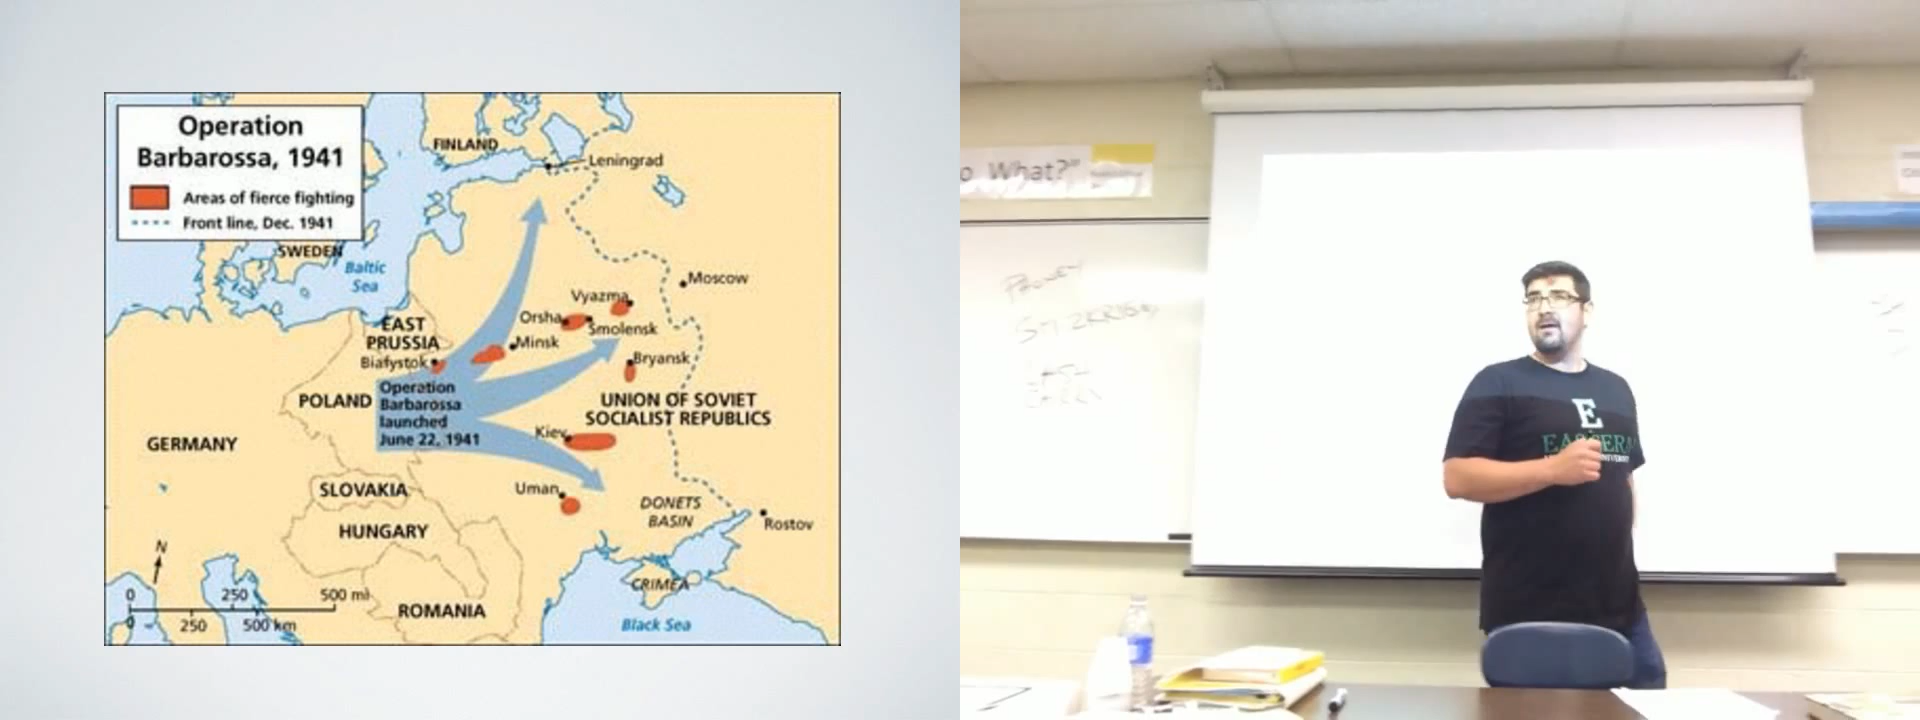 Operation
Barbarossa, 1941
Areas of fierce fighting
Front line, Dec. 1941
FINLAND
Leningrad
SWEDEN
Baltic
Sea
Moscow
Vyazma
Orsha
Smolensk
EAST
PRUSSIA
Minsk
Białystok
Bryansk
Operation
Barbarossa
launched
June 22, 1941
POLAND
UNION OF SOVIET
SOCIALIST REPUBLICS
GERMANY
Kiev
SLOVAKIA
Uman
DONETS
BASIN
Rostov
HUNGARY
N
CRIMEA
0 250 500 mi
0 250 500 km
ROMANIA
Black Sea
o What?"
E